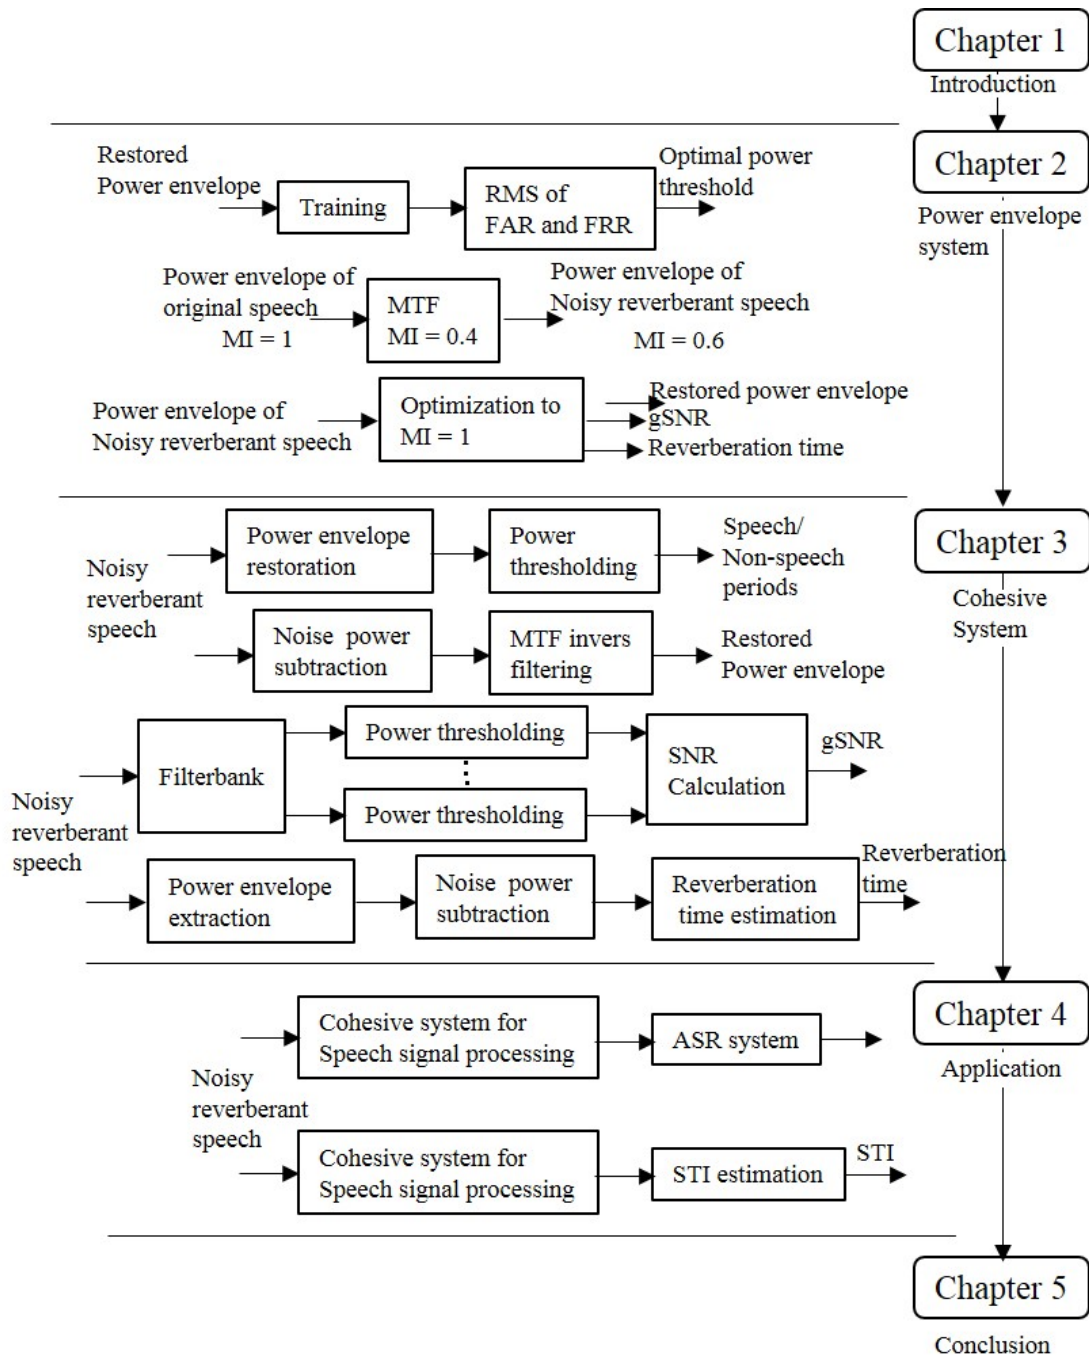 Chapter 1
Introduction
Chapter 2
Power envelope
system
Restored
Power envelope
Training
RMS of
FAR and FRR
Optimal power
threshold
Power envelope of
original speech
MI = 1
MTF
MI = 0.4
Power envelope of
Noisy reverberant speech
MI = 0.6
Power envelope of
Noisy reverberant speech
Optimization to
MI = 1
Restored power envelope
gSNR
Reverberation time
Chapter 3
Cohesive
System
Noisy
reverberant
speech
Power envelope
restoration
Power
thresholding
Speech/
Non-speech
periods
Noise power
subtraction
MTF invers
filtering
Restored
Power envelope
Noisy
reverberant
speech
Filterbank
Power thresholding
Power thresholding
SNR
Calculation
gSNR
Power envelope
extraction
Noise power
subtraction
Reverberation
time estimation
Reverberation
time
Chapter 4
Application
Noisy
reverberant
speech
Cohesive system for
Speech signal processing
ASR system
Cohesive system for
Speech signal processing
STI estimation
STI
Chapter 5
Conclusion